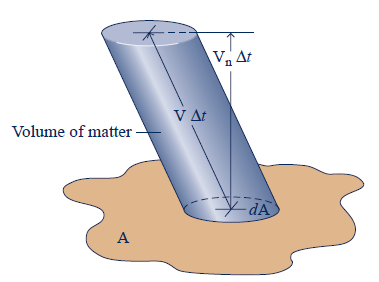 Vₙ Δt
V Δt
Volume of matter
dA
A